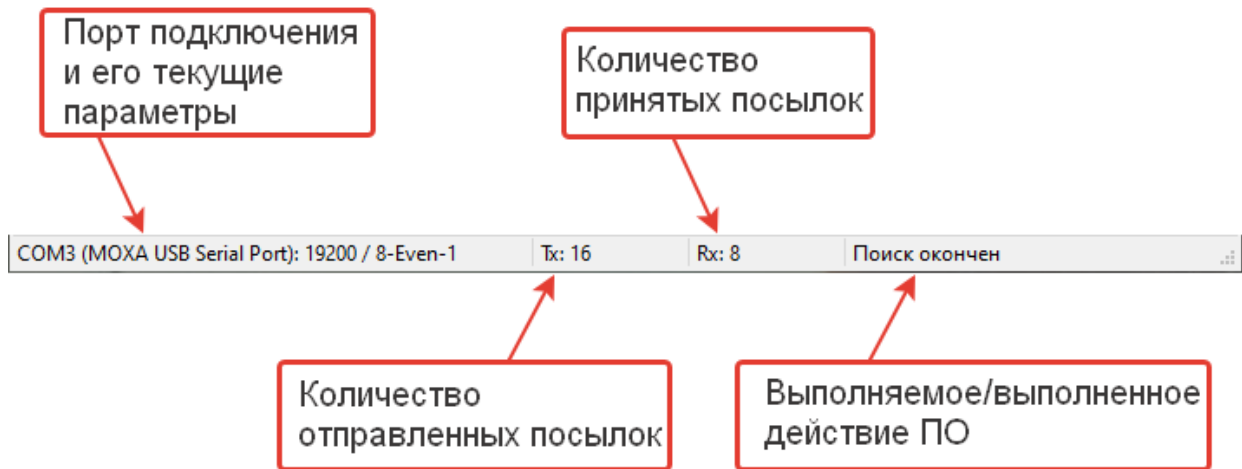 Порт подключения
и его текущие
параметры
Количество
принятых посылок
COM3 (MOXA USB Serial Port): 19200 / 8-Even-1
Tx: 16
Rx: 8
Поиск окончен
Количество
отправленных посылок
Выполняемое/выполненное
действие ПО